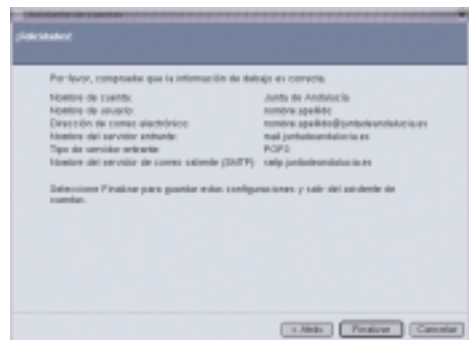 Asistente de cuentas
¡Felicidades!
Por favor, compruebe que la información de debajo es correcta.
Nombre de cuenta: Junta de Andalucía
Nombre de usuario: nombre.apellido
Dirección de correo electrónico: nombre.apellido@juntadeandalucia.es
Nombre del servidor entrante: mail.juntadeandalucia.es
Tipo de servidor entrante: POP3
Nombre del servidor de correo saliente (SMTP): smtp.juntadeandalucia.es
Seleccione Finalizar para guardar estas configuraciones y salir del asistente de
cuentas.
< Atrás Finalizar Cancelar